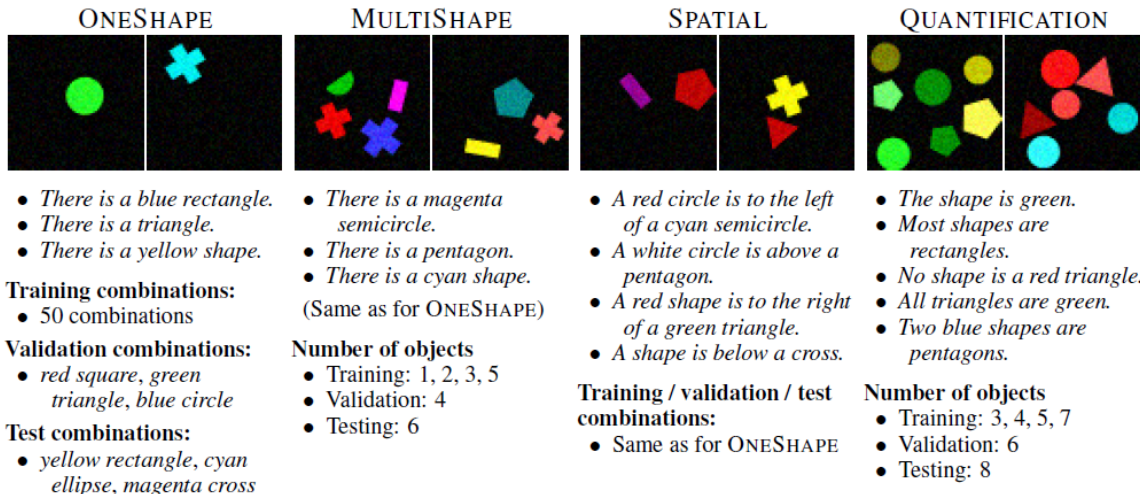 ONESHAPE
• There is a blue rectangle.
• There is a triangle.
• There is a yellow shape.
Training combinations:
• 50 combinations
Validation combinations:
• red square, green
triangle, blue circle
Test combinations:
• yellow rectangle, cyan
ellipse, magenta cross
MULTISHAPE
• There is a magenta
semicircle.
• There is a pentagon.
• There is a cyan shape.
(Same as for ONESHAPE)
Number of objects
• Training: 1, 2, 3, 5
• Validation: 4
• Testing: 6
SPATIAL
• A red circle is to the left
of a cyan semicircle.
• A white circle is above a
pentagon.
• A red shape is to the right
of a green triangle.
• A shape is below a cross.
Training / validation / test
combinations:
• Same as for ONESHAPE
QUANTIFICATION
• The shape is green.
• Most shapes are
rectangles.
• No shape is a red triangle.
• All triangles are green.
• Two blue shapes are
pentagons.
Number of objects
• Training: 3, 4, 5, 7
• Validation: 6
• Testing: 8